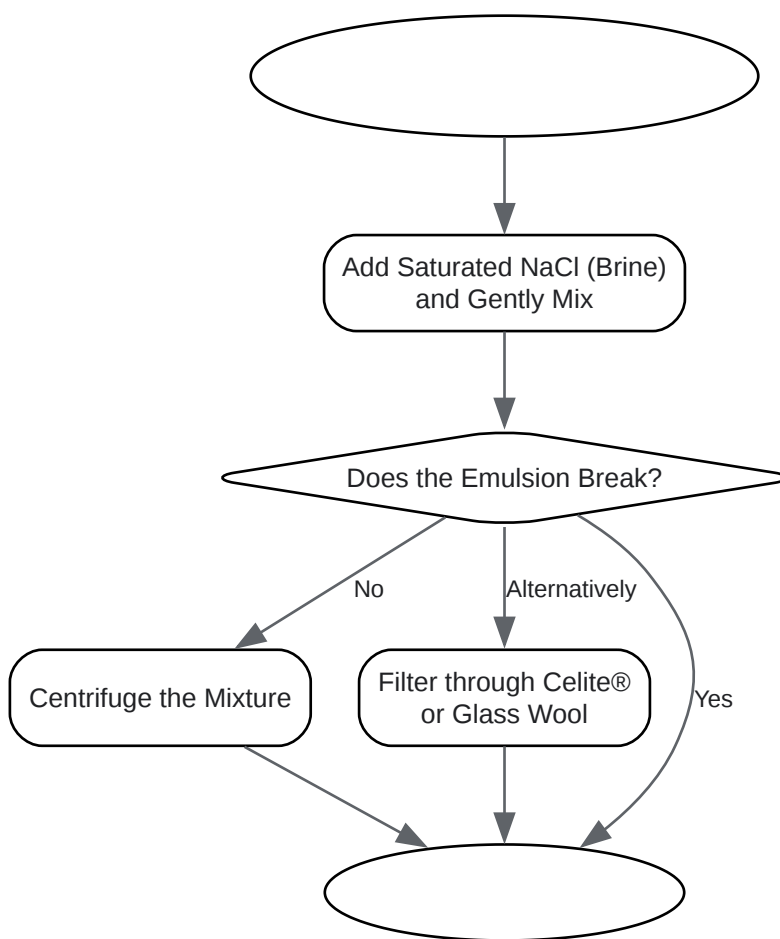 Add Saturated NaCl (Brine)
and Gently Mix
Does the Emulsion Break?
No
Alternatively
Yes
Centrifuge the Mixture
Filter through Celite®
or Glass Wool